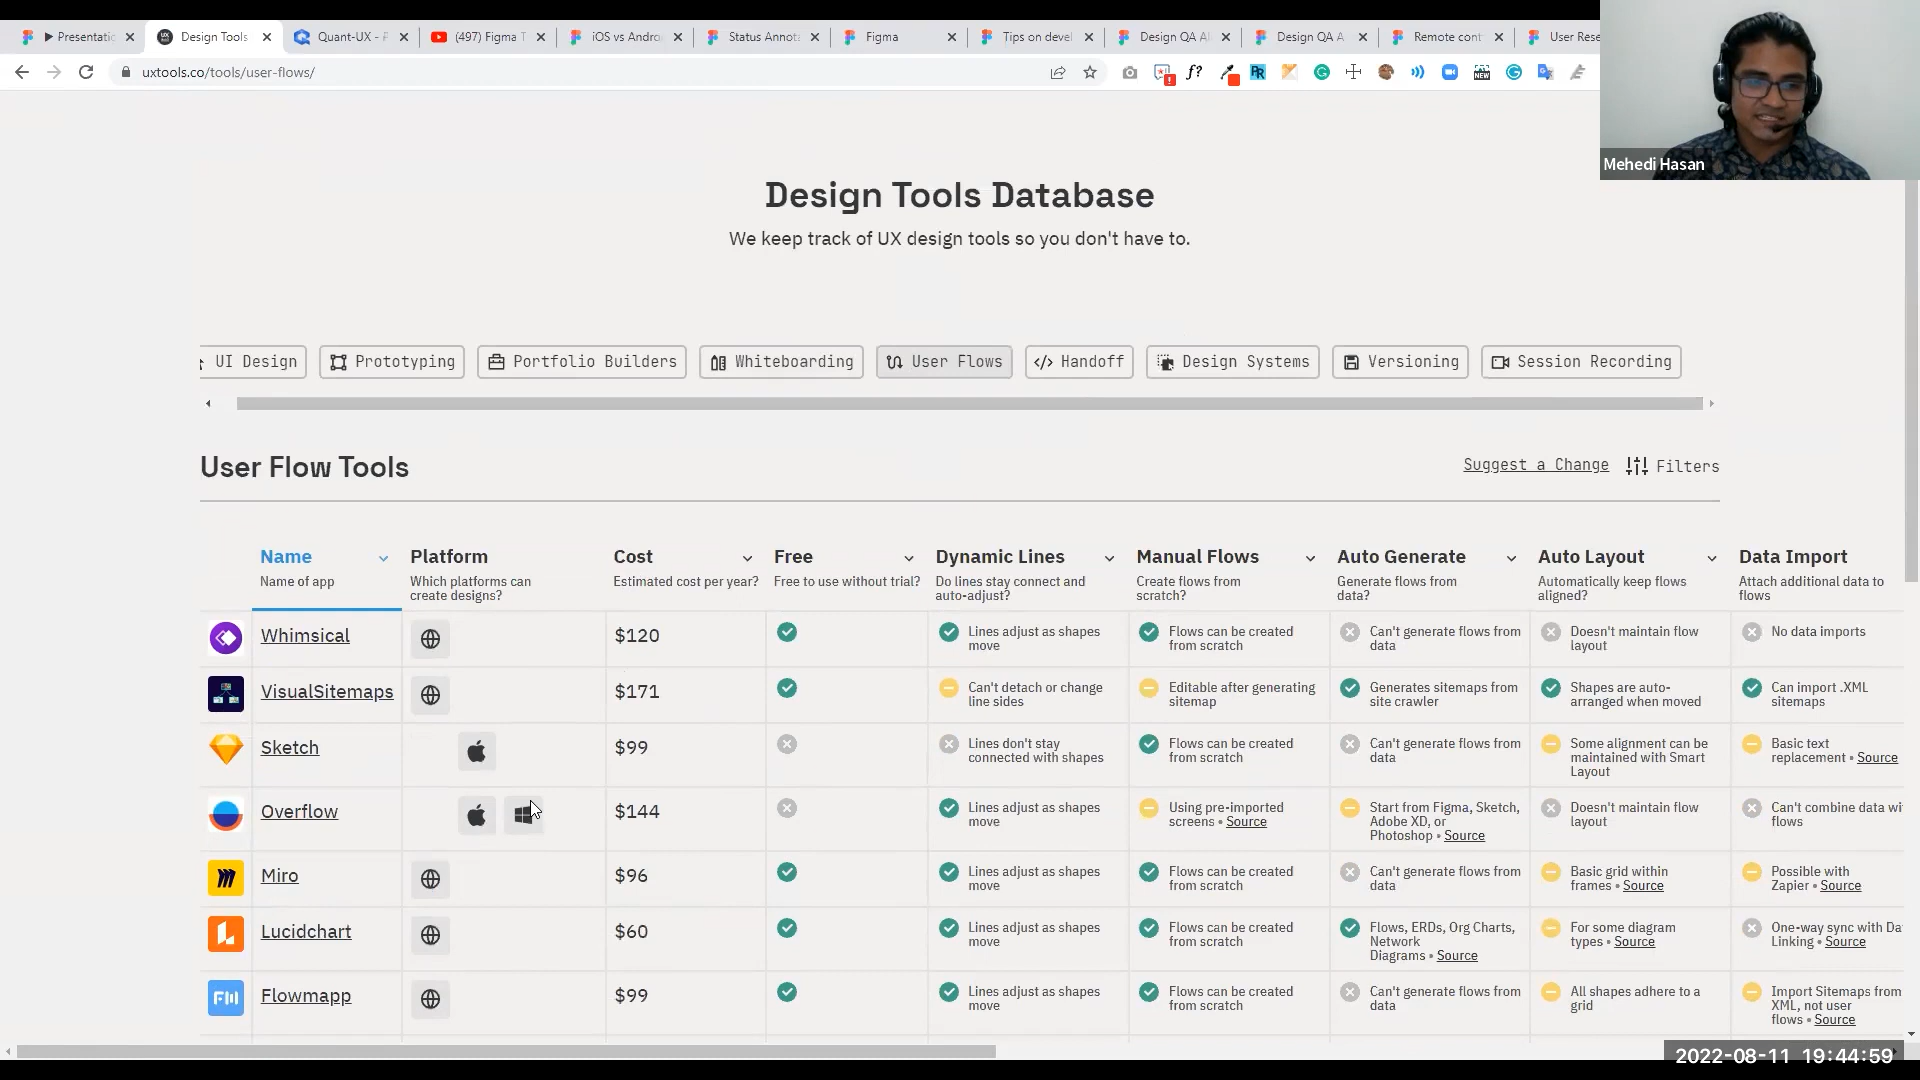 Presentatic
Design Tools
Quant-UX - F
(497) Figma T
iOS vs Andro
Status Annota
Figma
Tips on devel
Design QA A
Design QA A
Remote cont
User Rese
uxtools.co/tools/user-flows/
Mehedi Hasan
Design Tools Database
We keep track of UX design tools so you don't have to.
UI Design
Prototyping
Portfolio Builders
Whiteboarding
User Flows
</> Handoff
Design Systems
Versioning
Session Recording
User Flow Tools
Suggest a Change
Filters
Name
Name of app
Platform
Which platforms can
create designs?
Cost
Estimated cost per year?
Free
Free to use without trial?
Dynamic Lines
Do lines stay connect and
auto-adjust?
Manual Flows
Create flows from
scratch?
Auto Generate
Generate flows from
data?
Auto Layout
Automatically keep flows
aligned?
Data Import
Attach additional data to
flows
Whimsical
$120
Lines adjust as shapes
move
Flows can be created
from scratch
Can't generate flows from
data
Doesn't maintain flow
layout
No data imports
VisualSitemaps
$171
Can't detach or change
line sides
Editable after generating
sitemap
Generates sitemaps from
site crawler
Shapes are auto-
arranged when moved
Can import .XML
sitemaps
Sketch
$99
Lines don't stay
connected with shapes
Flows can be created
from scratch
Can't generate flows from
data
Some alignment can be
maintained with Smart
Layout
Basic text
replacement • Source
Overflow
$144
Lines adjust as shapes
move
Using pre-imported
screens • Source
Start from Figma, Sketch,
Adobe XD, or
Photoshop • Source
Doesn't maintain flow
layout
Can't combine data wi
flows
Miro
$96
Lines adjust as shapes
move
Flows can be created
from scratch
Can't generate flows from
data
Basic grid within
frames • Source
Possible with
Zapier • Source
Lucidchart
$60
Lines adjust as shapes
move
Flows can be created
from scratch
Flows, ERDs, Org Charts,
Network
Diagrams • Source
For some diagram
types • Source
One-way sync with Da
Linking • Source
Flowmapp
$99
Lines adjust as shapes
move
Flows can be created
from scratch
Can't generate flows from
data
All shapes adhere to a
grid
Import Sitemaps from
XML, not user
flows • Source
2022-08-11 19:44:59